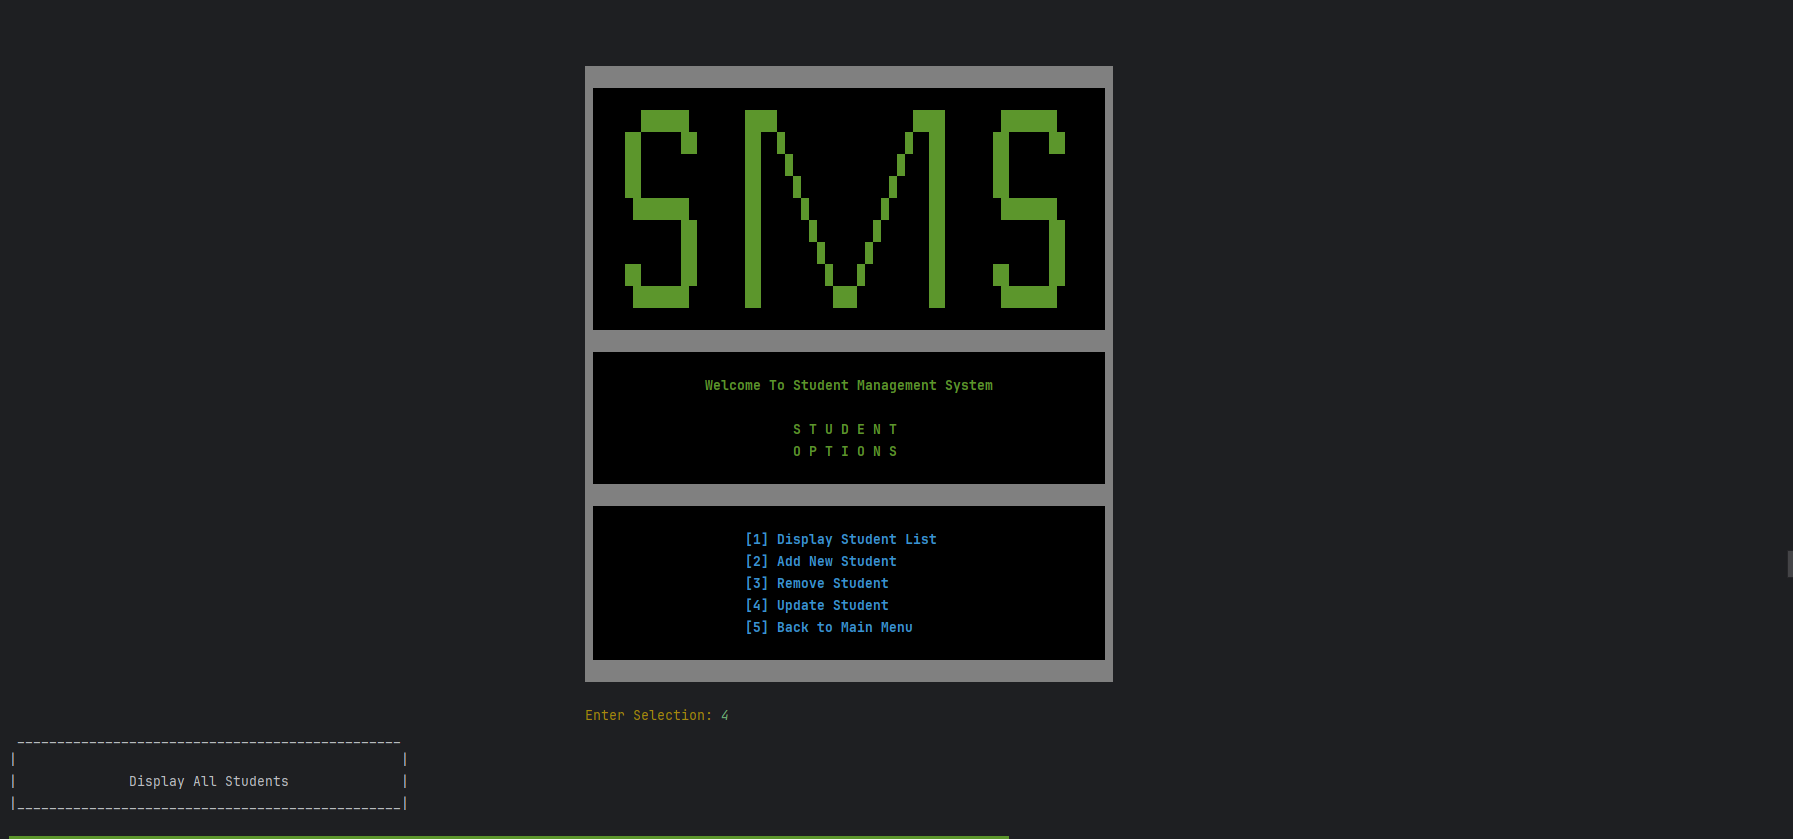 SMS
Welcome To Student Management System
S T U D E N T
O P T I O N S
[1] Display Student List
[2] Add New Student
[3] Remove Student
[4] Update Student
[5] Back to Main Menu
Enter Selection: 4
Display All Students